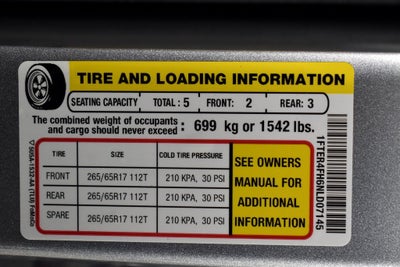 TIRE AND LOADING INFORMATION
SEATING CAPACITY TOTAL : 5 FRONT: 2 REAR: 3
The combined weight of occupants
and cargo should never exceed : 699 kg or 1542 lbs.
TIRE SIZE COLD TIRE PRESSURE
FRONT 265/65R17 112T 210 KPA, 30 PSI
REAR 265/65R17 112T 210 KPA, 30 PSI
SPARE 265/65R17 112T 210 KPA, 30 PSI
SEE OWNERS
MANUAL FOR
ADDITIONAL
INFORMATION
1FTER4FH6NLD07145